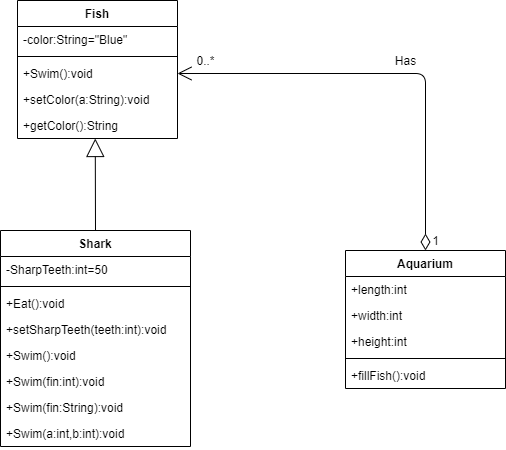 Fish
-color:String="Blue"
+Swim():void
+setColor(a:String):void
+getColor():String
0..*
Has
Shark
-SharpTeeth:int=50
+Eat():void
+setSharpTeeth(teeth:int):void
+Swim():void
+Swim(fin:int):void
+Swim(fin:String):void
+Swim(a:int,b:int):void
1
Aquarium
+length:int
+width:int
+height:int
+fillFish():void